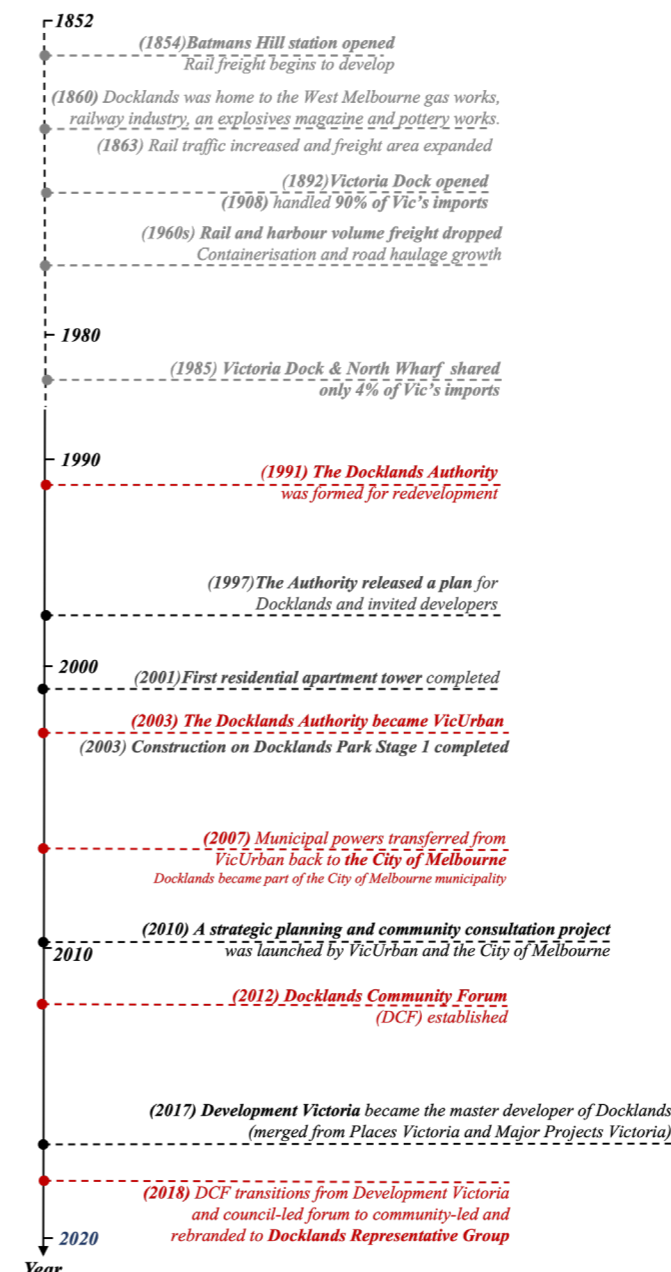 1852
(1854)Batmans Hill station opened
Rail freight begins to develop
(1860) Docklands was home to the West Melbourne gas works,
railway industry, an explosives magazine and pottery works.
(1863) Rail traffic increased and freight area expanded
(1892)Victoria Dock opened
(1908) handled 90% of Vic's imports
(1960s) Rail and harbour volume freight dropped
Containerisation and road haulage growth
1980
(1985) Victoria Dock & North Wharf shared
only 4% of Vic's imports
1990
(1991) The Docklands Authority
was formed for redevelopment
(1997)The Authority released a plan for
Docklands and invited developers
2000
(2001)First residential apartment tower completed
(2003) The Docklands Authority became VicUrban
(2003) Construction on Docklands Park Stage 1 completed
(2007) Municipal powers transferred from
VicUrban back to the City of Melbourne
Docklands became part of the City of Melbourne municipality
(2010) A strategic planning and community consultation project
was launched by VicUrban and the City of Melbourne
2010
(2012) Docklands Community Forum
(DCF) established
(2017) Development Victoria became the master developer of Docklands
(merged from Places Victoria and Major Projects Victoria)
(2018) DCF transitions from Development Victoria
and council-led forum to community-led and
rebranded to Docklands Representative Group
2020
Year